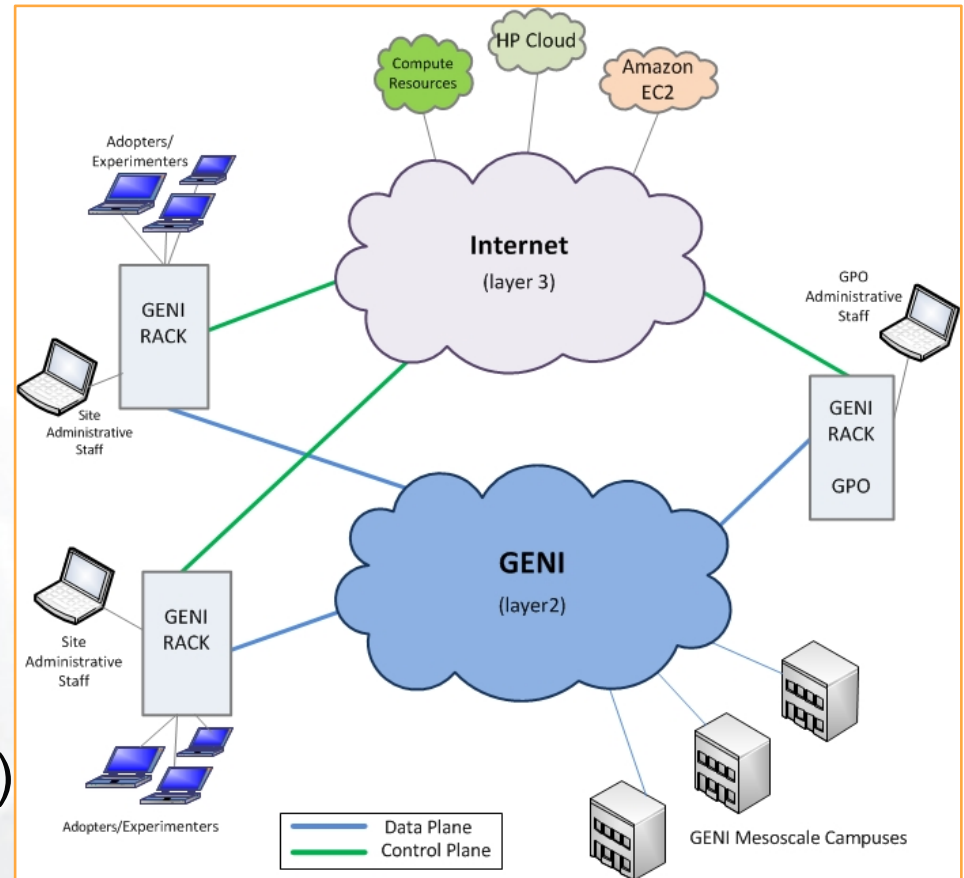 HP Cloud
Compute
Resources
Amazon
EC2
Adopters/
Experimenters
Internet
(layer 3)
GENI
RACK
GPO
Administrative
Staff
Site
Administrative
Staff
GENI
RACK
GPO
GENI
(layer2)
GENI
RACK
Site
Administrative
Staff
)
Adopters/Experimenters
Data Plane
Control Plane
GENI Mesoscale Campuses